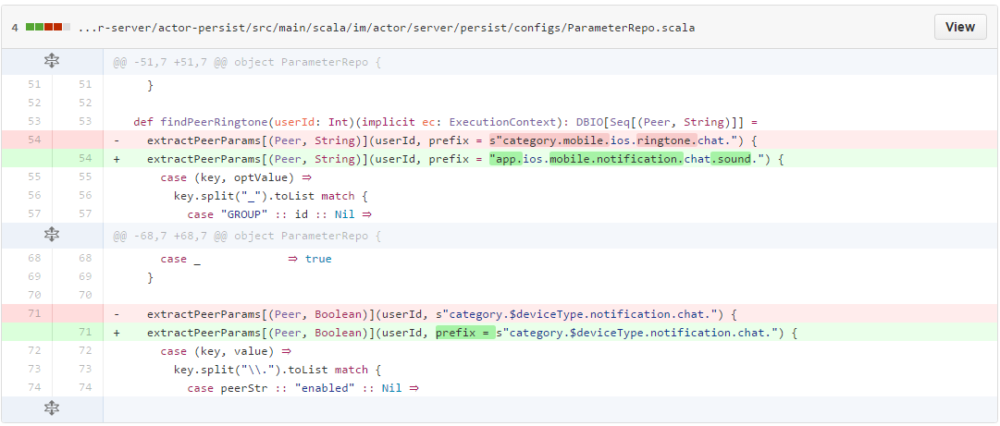 4 ...r-server/actor-persist/src/main/scala/im/actor/server/persist/configs/ParameterRepo.scala View
@@ -51,7 +51,7 @@ object ParameterRepo {
51 51 }
52 52
53 53 def findPeerRingtone(userId: Int)(implicit ec: ExecutionContext): DBIO[Seq[(Peer, String)]] =
54 - extractPeerParams[(Peer, String)](userId, prefix = s"category.mobile.ios.ringtone.chat.") {
54 + extractPeerParams[(Peer, String)](userId, prefix = "app.ios.mobile.notification.chat.sound.") {
55 55 case (key, optValue) ⇒
56 56 key.split("_").toList match {
57 57 case "GROUP" :: id :: Nil ⇒
@@ -68,7 +68,7 @@ object ParameterRepo {
68 68 case _ ⇒ true
69 69 }
70 70
71 - extractPeerParams[(Peer, Boolean)](userId, s"category.$deviceType.notification.chat.") {
71 + extractPeerParams[(Peer, Boolean)](userId, prefix = s"category.$deviceType.notification.chat.") {
72 72 case (key, value) ⇒
73 73 key.split("\\.").toList match {
74 74 case peerStr :: "enabled" :: Nil ⇒